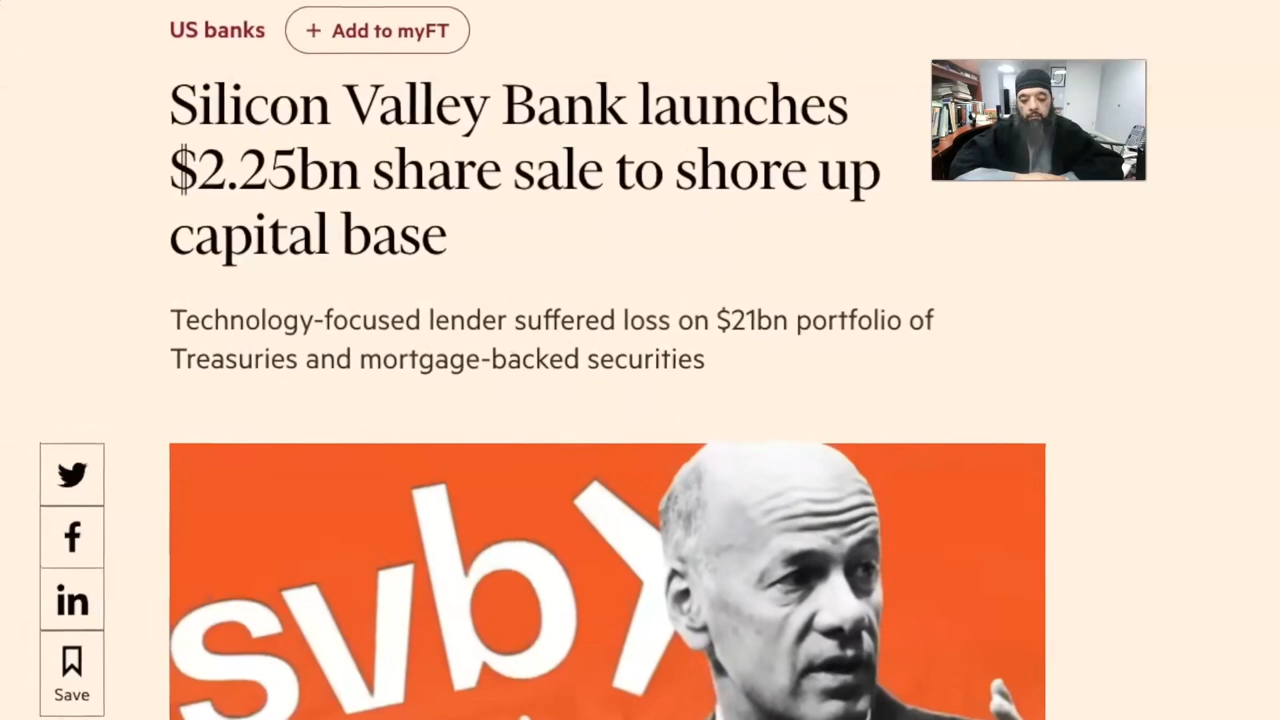 US banks
+ Add to myFT
Silicon Valley Bank launches
$2.25bn share sale to shore up
capital base
Technology-focused lender suffered loss on $21bn portfolio of
Treasuries and mortgage-backed securities
f
in
Save
svb